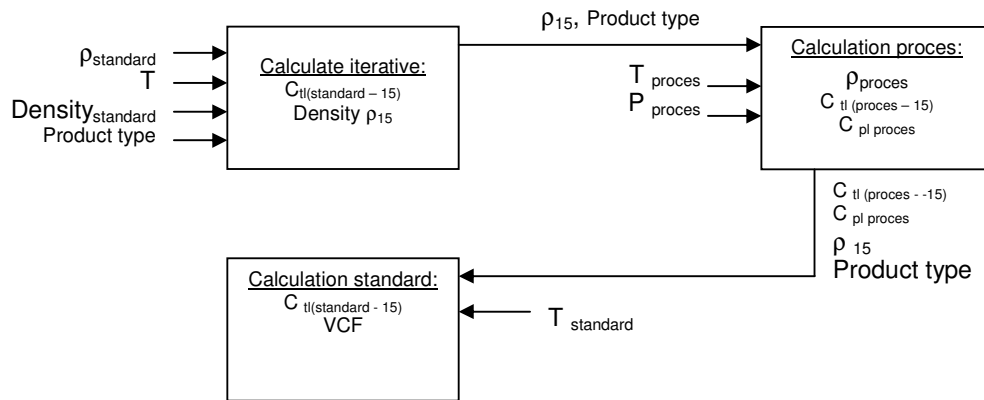 ρstandard
T
Densitystandard
Product type
Calculate iterative:
Ctl(standard – 15)
Density ρ15
ρ15, Product type
T proces
P proces
Calculation proces:
ρproces
C tl (proces – 15)
C pl proces
C tl (proces - -15)
C pl proces
ρ 15
Product type
Calculation standard:
C tl(standard - 15)
VCF
T standard